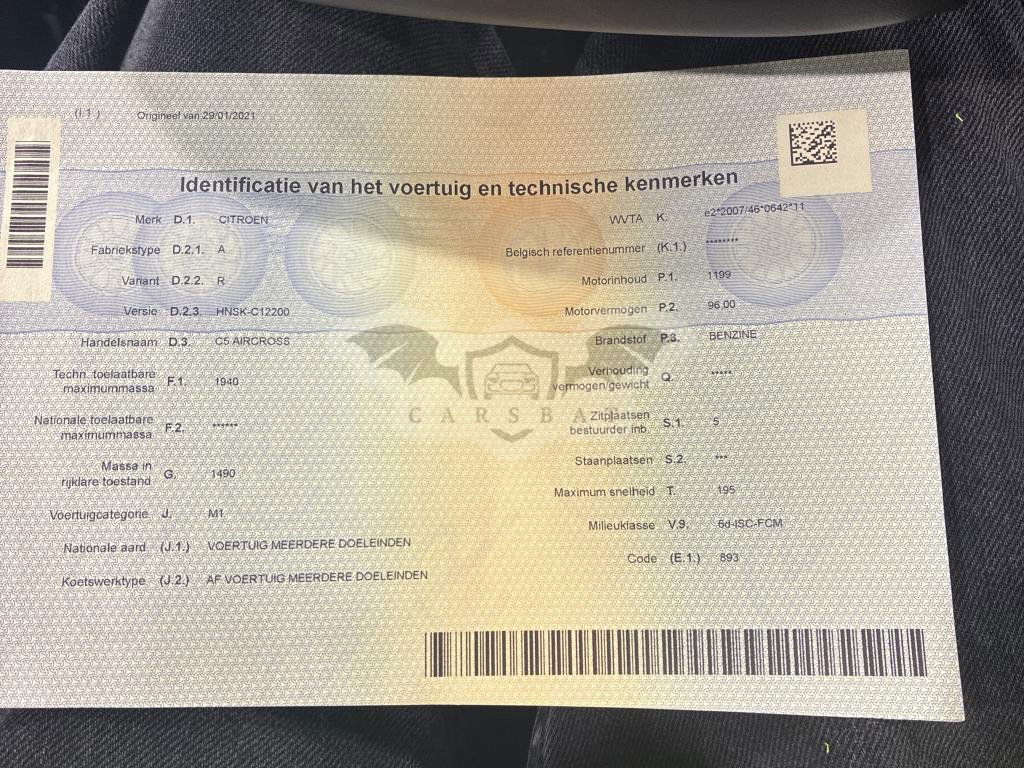 (I.1.) Origineel van 29/01/2021
Identificatie van het voertuig en technische kenmerken
Merk D.1. CITROEN
Fabriekstype D.2.1. A
Variant D.2.2. R
Versie D.2.3. HNSK-C12200
Handelsnaam D.3. C5 AIRCROSS
Techn. toelaatbare
maximummassa F.1. 1940
Nationale toelaatbare
maximummassa F.2. ******
Massa in
rijklare toestand G. 1490
Voertuigcategorie J. M1
Nationale aard (J.1.) VOERTUIG MEERDERE DOELEINDEN
Koetswerktype (J.2.) AF VOERTUIG MEERDERE DOELEINDEN
WVTA K. e2*2007/46*0642*11
Belgisch referentienummer (K.1.) ********
Motorinhoud P.1. 1199
Motorvermogen P.2. 96.00
Brandstof P.3. BENZINE
Verhouding
vermogen/gewicht Q. *****
Zitplaatsen
bestuurder inb. S.1. 5
Staanplaatsen S.2. ***
Maximum snelheid T. 195
Milieuklasse V.9. 6d-ISC-FCM
Code (E.1.) 893
CARSBA